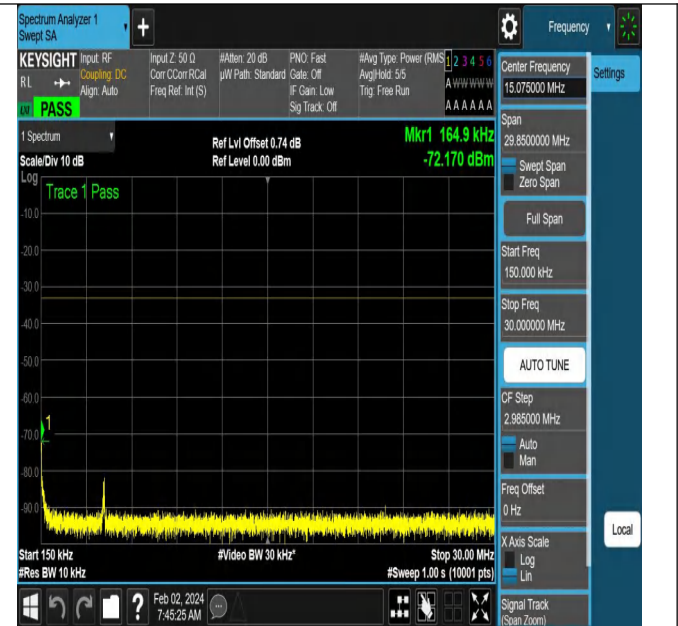 Spectrum Analyzer 1
Swept SA
Frequency
KEYSIGHT
RL
LXI PASS
Input: RF
Coupling: DC
Align: Auto
Input Z: 50 Ω
Corr CCorr RCal
Freq Ref: Int (S)
#Atten: 20 dB
µW Path: Standard
PNO: Fast
Gate: Off
IF Gain: Low
Sig Track: Off
#Avg Type: Power (RMS
Avg|Hold: 5/5
Trig: Free Run
1 2 3 4 5 6
A W W W W W
A A A A A A
1 Spectrum
Scale/Div 10 dB
Ref Lvl Offset 0.74 dB
Ref Level 0.00 dBm
Mkr1 164.9 kHz
-72.170 dBm
Log
Trace 1 Pass
-10.0
-20.0
-30.0
-40.0
-50.0
-60.0
-70.0
-80.0
-90.0
1
Start 150 kHz
#Res BW 10 kHz
#Video BW 30 kHz*
Stop 30.00 MHz
#Sweep 1.00 s (10001 pts)
?
Feb 02, 2024
7:45:25 AM
Center Frequency
15.075000 MHz
Settings
Span
29.8500000 MHz
Swept Span
Zero Span
Full Span
Start Freq
150.000 kHz
Stop Freq
30.000000 MHz
AUTO TUNE
CF Step
2.985000 MHz
Auto
Man
Freq Offset
0 Hz
Local
X Axis Scale
Log
Lin
Signal Track
(Span Zoom)